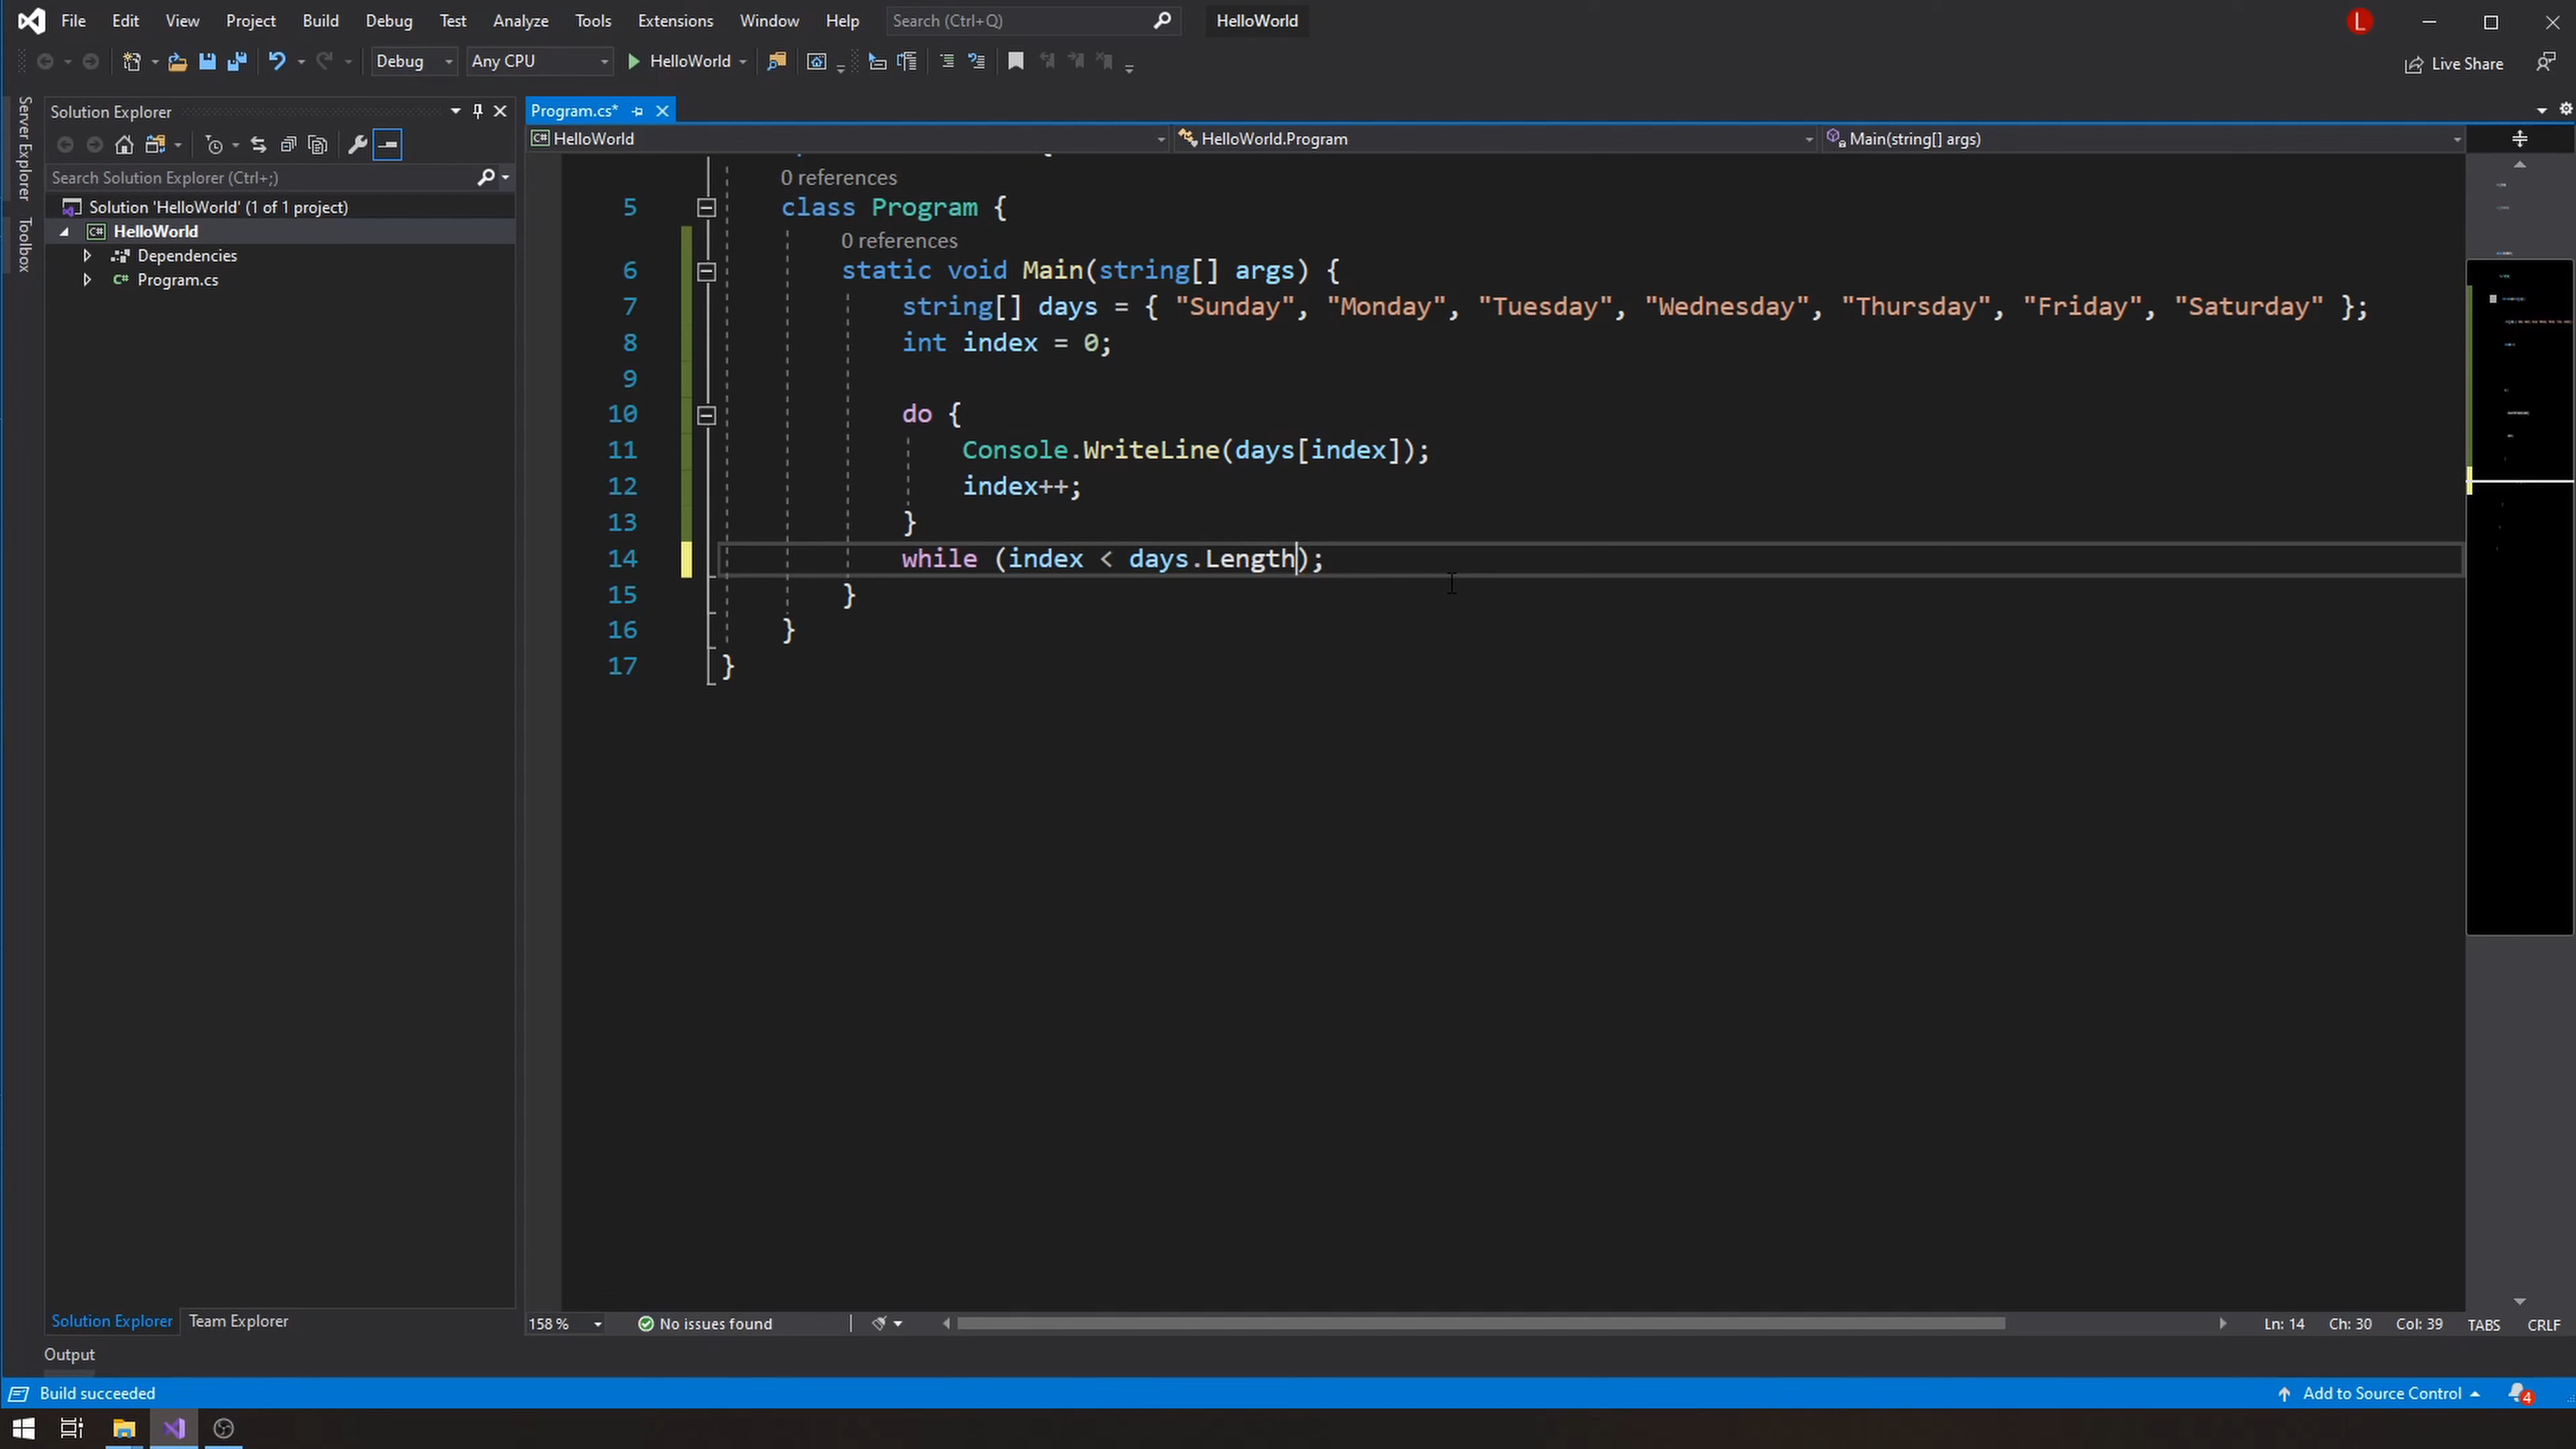 File Edit View Project Build Debug Test Analyze Tools Extensions Window Help Search (Ctrl+Q) HelloWorld L
Debug Any CPU HelloWorld Live Share
Server Explorer
Toolbox
Solution Explorer
Search Solution Explorer (Ctrl+;)
Solution 'HelloWorld' (1 of 1 project)
C# HelloWorld
Dependencies
C# Program.cs
Program.cs*
C# HelloWorld HelloWorld.Program Main(string[] args)
0 references
5 class Program {
0 references
6 static void Main(string[] args) {
7 string[] days = { "Sunday", "Monday", "Tuesday", "Wednesday", "Thursday", "Friday", "Saturday" };
8 int index = 0;
9
10 do {
11 Console.WriteLine(days[index]);
12 index++;
13 }
14 while (index < days.Length);
15 }
16 }
17 }
Solution Explorer Team Explorer
158 % No issues found Ln: 14 Ch: 30 Col: 39 TABS CRLF
Output
Build succeeded Add to Source Control 4